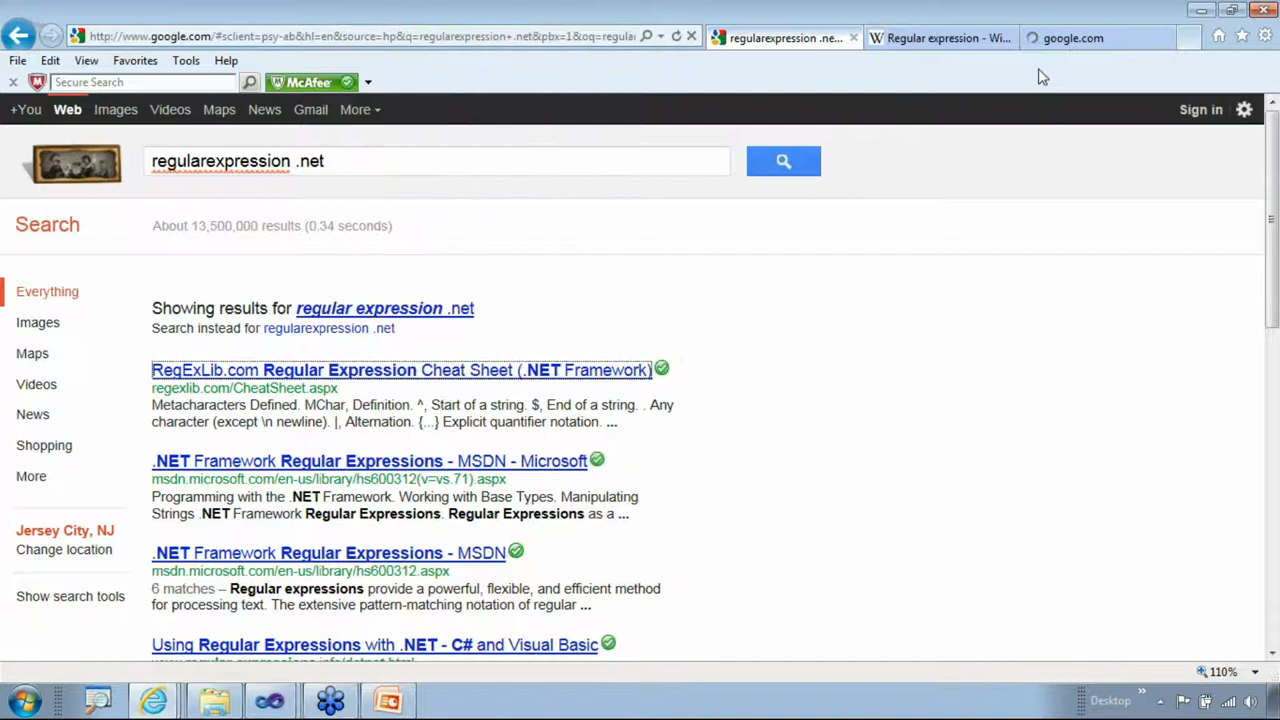 http://www.google.com/#sclient=psy-ab&hl=en&source=hp&q=regularexpression+.net&pbx=1&oq=regula
regularexpression .ne...
W Regular expression - Wi...
google.com
File Edit View Favorites Tools Help
Secure Search
McAfee
+You Web Images Videos Maps News Gmail More
Sign in
regularexpression .net
Search
About 13,500,000 results (0.34 seconds)
Everything
Images
Maps
Videos
News
Shopping
More
Jersey City, NJ
Change location
Show search tools
Showing results for regular expression .net
Search instead for regularexpression .net
RegExLib.com Regular Expression Cheat Sheet (.NET Framework)
regexlib.com/CheatSheet.aspx
Metacharacters Defined. MChar, Definition. ^, Start of a string. $, End of a string. . Any
character (except \n newline). |, Alternation. {...} Explicit quantifier notation. ...
.NET Framework Regular Expressions - MSDN - Microsoft
msdn.microsoft.com/en-us/library/hs600312(v=vs.71).aspx
Programming with the .NET Framework. Working with Base Types. Manipulating
Strings .NET Framework Regular Expressions. Regular Expressions as a ...
.NET Framework Regular Expressions - MSDN
msdn.microsoft.com/en-us/library/hs600312.aspx
6 matches – Regular expressions provide a powerful, flexible, and efficient method
for processing text. The extensive pattern-matching notation of regular ...
Using Regular Expressions with .NET - C# and Visual Basic
110%
Desktop